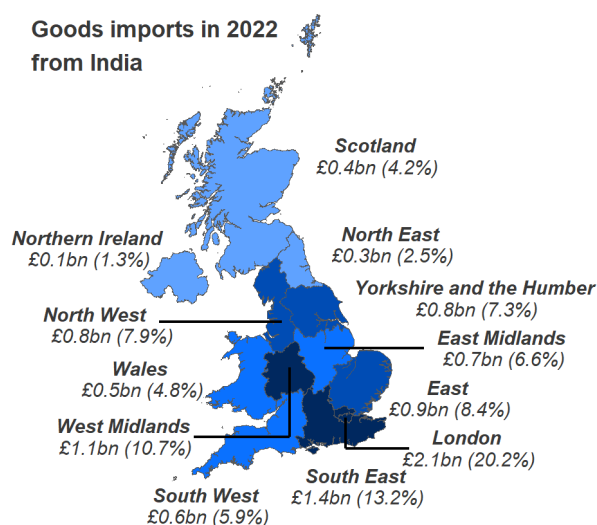 Goods imports in 2022
from India
Scotland
£0.4bn (4.2%)
Northern Ireland
£0.1bn (1.3%)
North East
£0.3bn (2.5%)
Yorkshire and the Humber
£0.8bn (7.3%)
North West
£0.8bn (7.9%)
East Midlands
£0.7bn (6.6%)
Wales
£0.5bn (4.8%)
East
£0.9bn (8.4%)
West Midlands
£1.1bn (10.7%)
London
£2.1bn (20.2%)
South East
£1.4bn (13.2%)
South West
£0.6bn (5.9%)